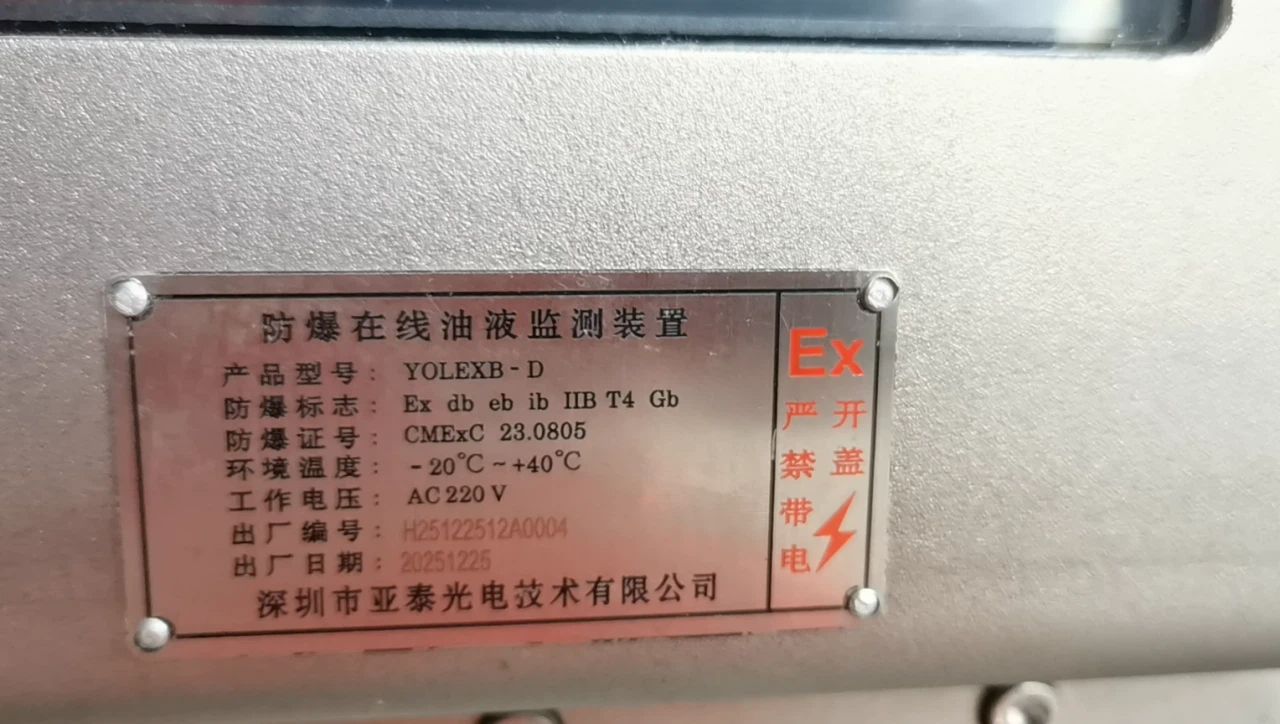 防爆在线油液监测装置
产品型号: YOLEXB-D
防爆标志: Ex db eb ib IIB T4 Gb
防爆证号: CMExC 23.0805
环境温度: -20℃~+40℃
工作电压: AC220V
出厂编号: H25122512A0004
出厂日期: 20251225
深圳市亚泰光电技术有限公司
Ex
严禁带电
开盖